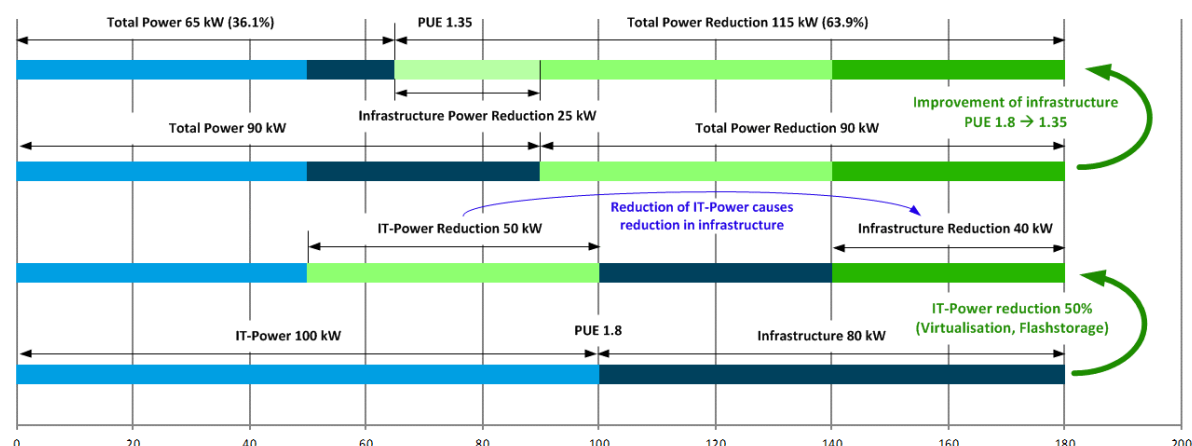 Total Power 65 kW (36.1%)
PUE 1.35
Total Power Reduction 115 kW (63.9%)
Improvement of infrastructure
PUE 1.8 → 1.35
Infrastructure Power Reduction 25 kW
Total Power 90 kW
Total Power Reduction 90 kW
Reduction of IT-Power causes
reduction in infrastructure
IT-Power Reduction 50 kW
Infrastructure Reduction 40 kW
IT-Power reduction 50%
(Virtualisation, Flashstorage)
IT-Power 100 kW
PUE 1.8
Infrastructure 80 kW
0 20 40 60 80 100 120 140 160 180 200